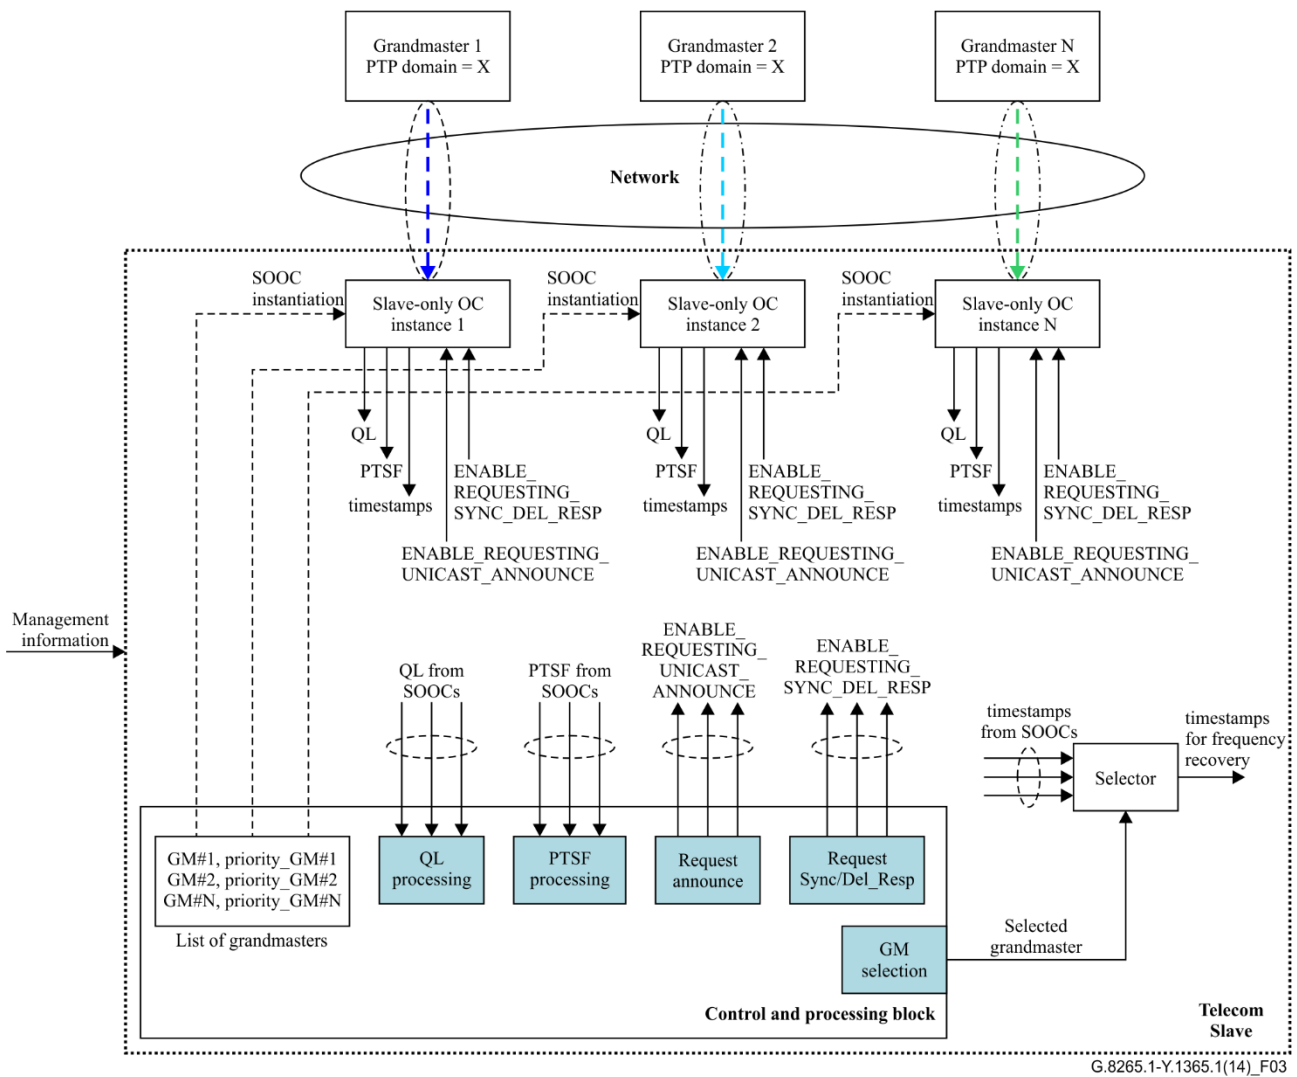 Grandmaster 1
PTP domain = X
Grandmaster 2
PTP domain = X
Grandmaster N
PTP domain = X
Network
SOOC
instantiation
Slave-only OC
instance 1
SOOC
instantiation
Slave-only OC
instance 2
SOOC
instantiation
Slave-only OC
instance N
QL
PTSF
timestamps
ENABLE_
REQUESTING_
SYNC_DEL_RESP
ENABLE_REQUESTING_
UNICAST_ANNOUNCE
QL
PTSF
timestamps
ENABLE_
REQUESTING_
SYNC_DEL_RESP
ENABLE_REQUESTING_
UNICAST_ANNOUNCE
QL
PTSF
timestamps
ENABLE_
REQUESTING_
SYNC_DEL_RESP
ENABLE_REQUESTING_
UNICAST_ANNOUNCE
Management
information
QL from
SOOCs
PTSF from
SOOCs
ENABLE_
REQUESTING_
UNICAST_
ANNOUNCE
ENABLE_
REQUESTING_
SYNC_DEL_RESP
timestamps
from SOOCs
Selector
timestamps
for frequency
recovery
GM#1, priority_GM#1
GM#2, priority_GM#2
GM#N, priority_GM#N
List of grandmasters
QL
processing
PTSF
processing
Request
announce
Request
Sync/Del_Resp
GM
selection
Selected
grandmaster
Control and processing block
Telecom
Slave
G.8265.1-Y.1365.1(14)_F03